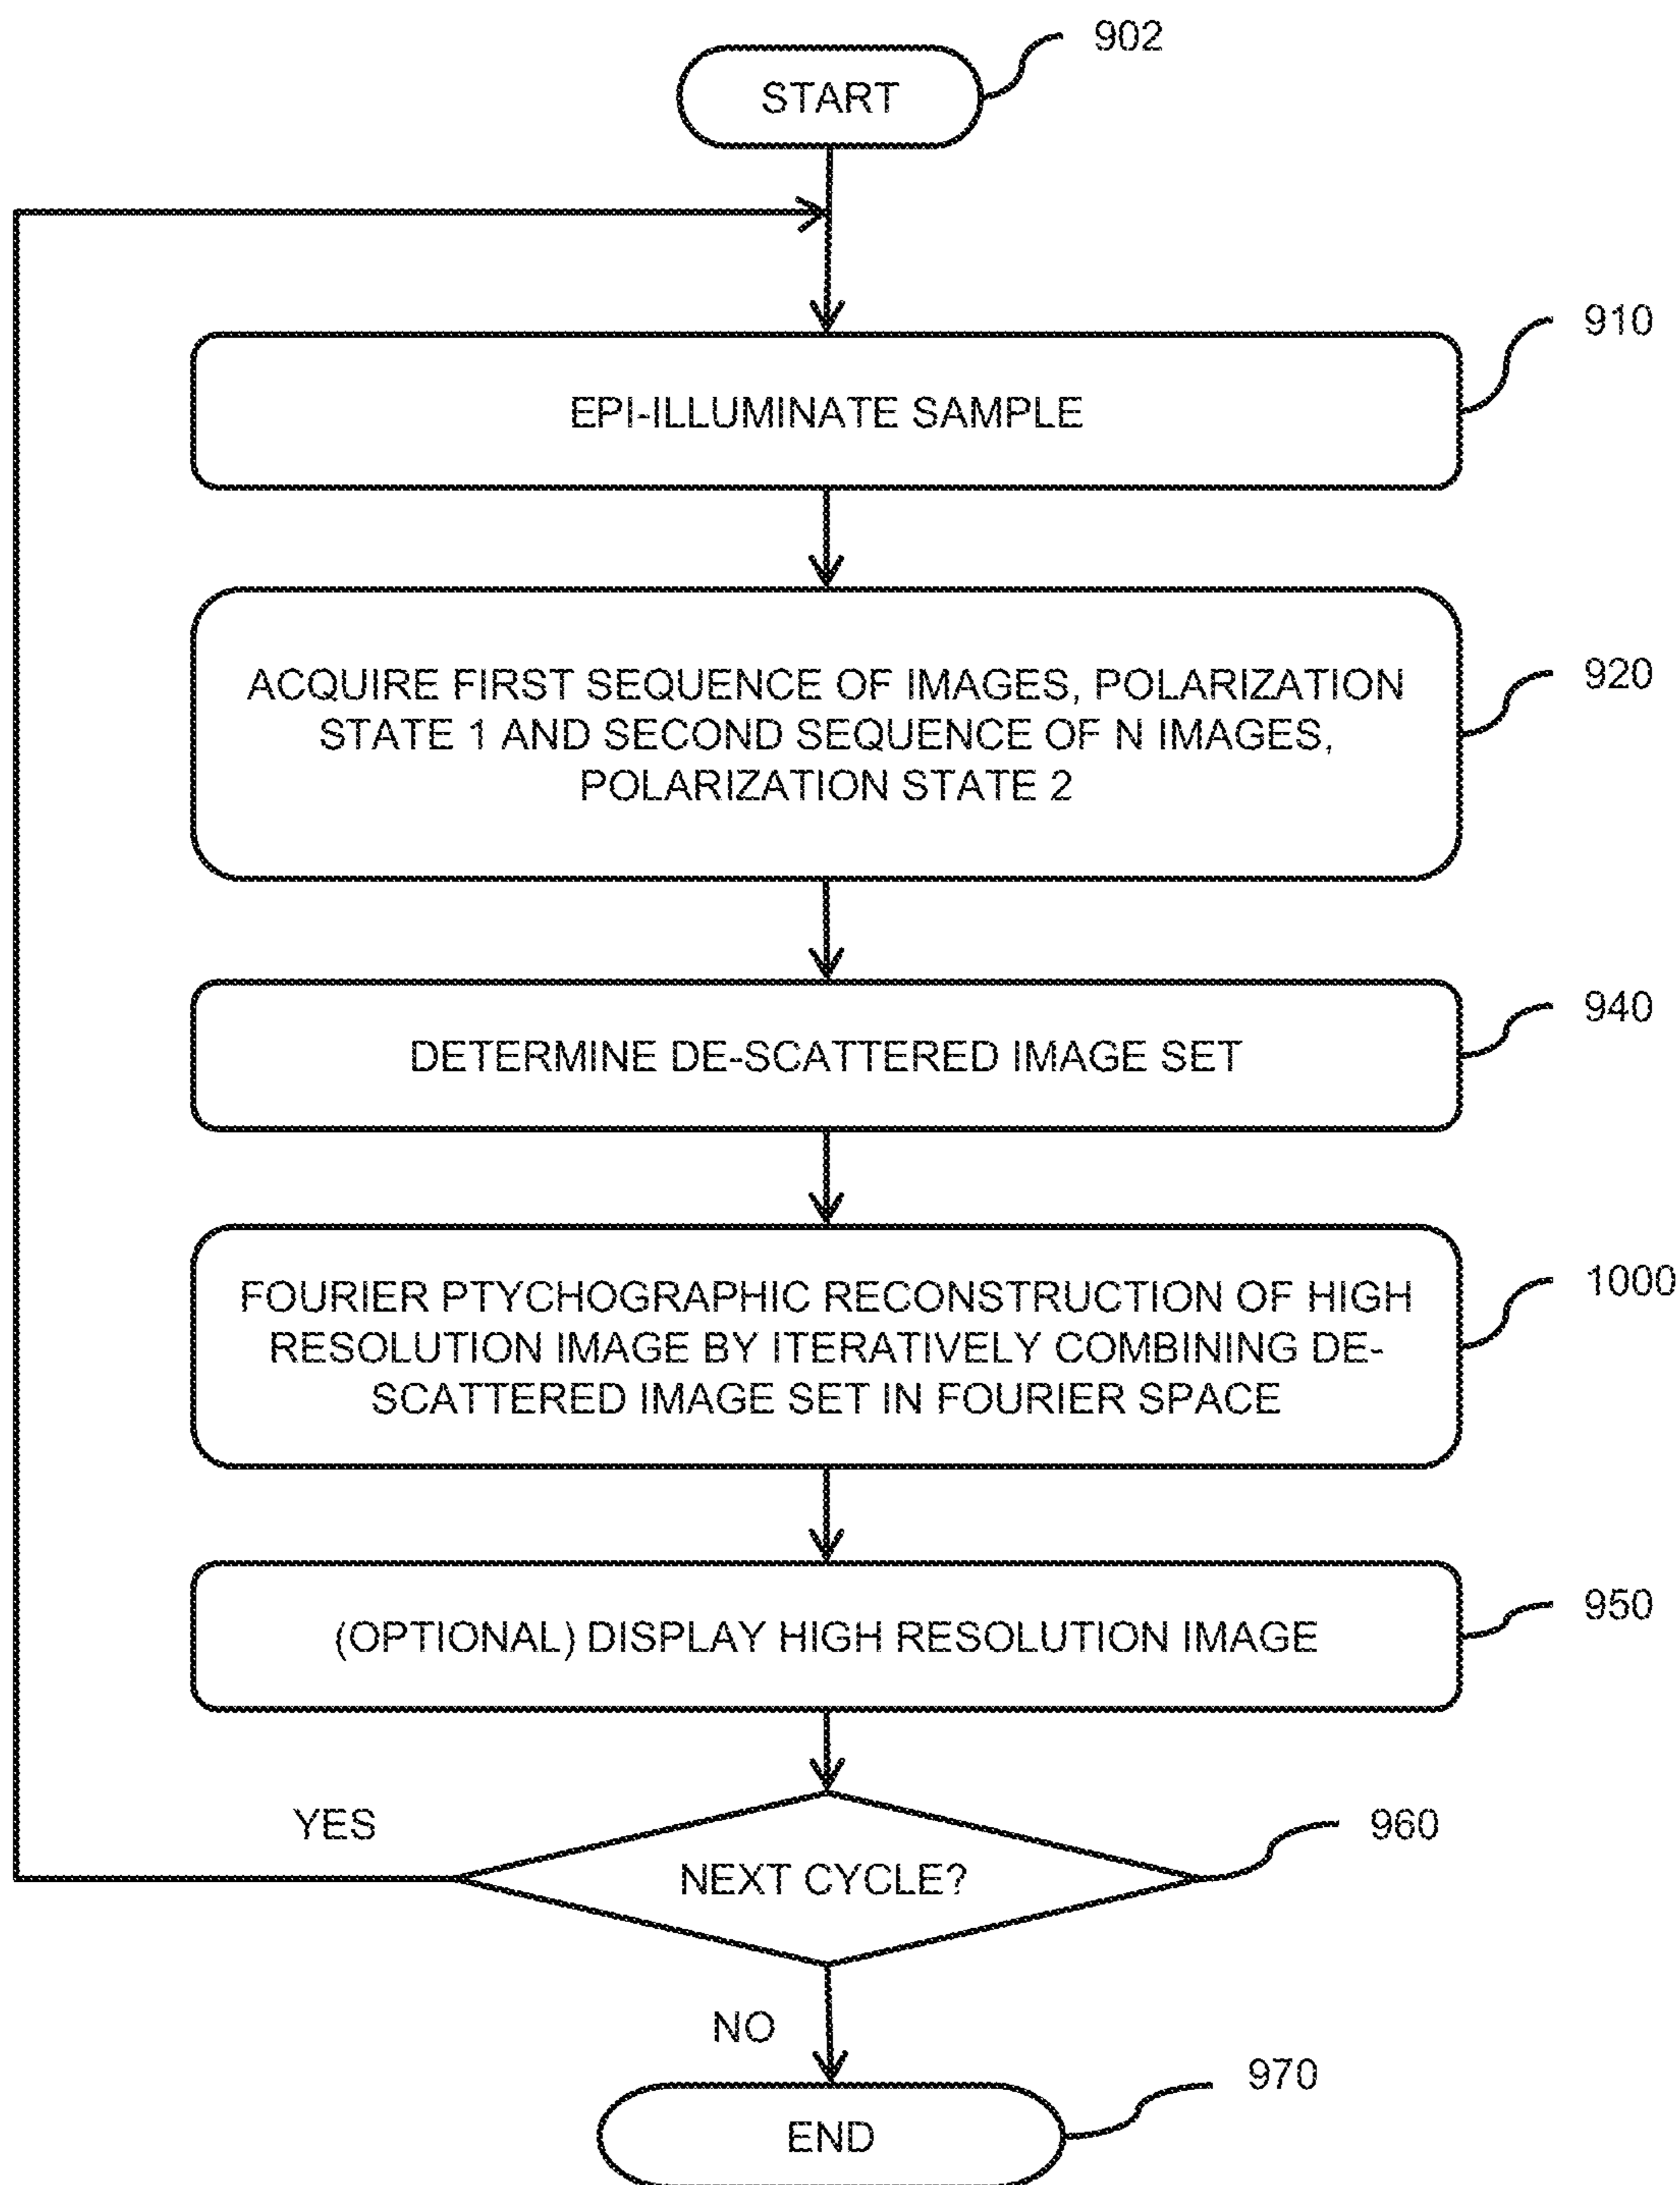 902
START
910
EPI-ILLUMINATE SAMPLE
920
ACQUIRE FIRST SEQUENCE OF IMAGES, POLARIZATION
STATE 1 AND SECOND SEQUENCE OF N IMAGES,
POLARIZATION STATE 2
940
DETERMINE DE-SCATTERED IMAGE SET
1000
FOURIER PTYCHOGRAPHIC RECONSTRUCTION OF HIGH
RESOLUTION IMAGE BY ITERATIVELY COMBINING DE-
SCATTERED IMAGE SET IN FOURIER SPACE
950
(OPTIONAL) DISPLAY HIGH RESOLUTION IMAGE
YES
960
NEXT CYCLE?
NO
970
END